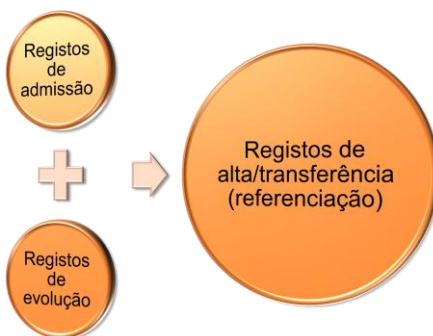 Registos
de
admissão
Registos
de
evolução
Registos de
alta/transferência
(referenciação)